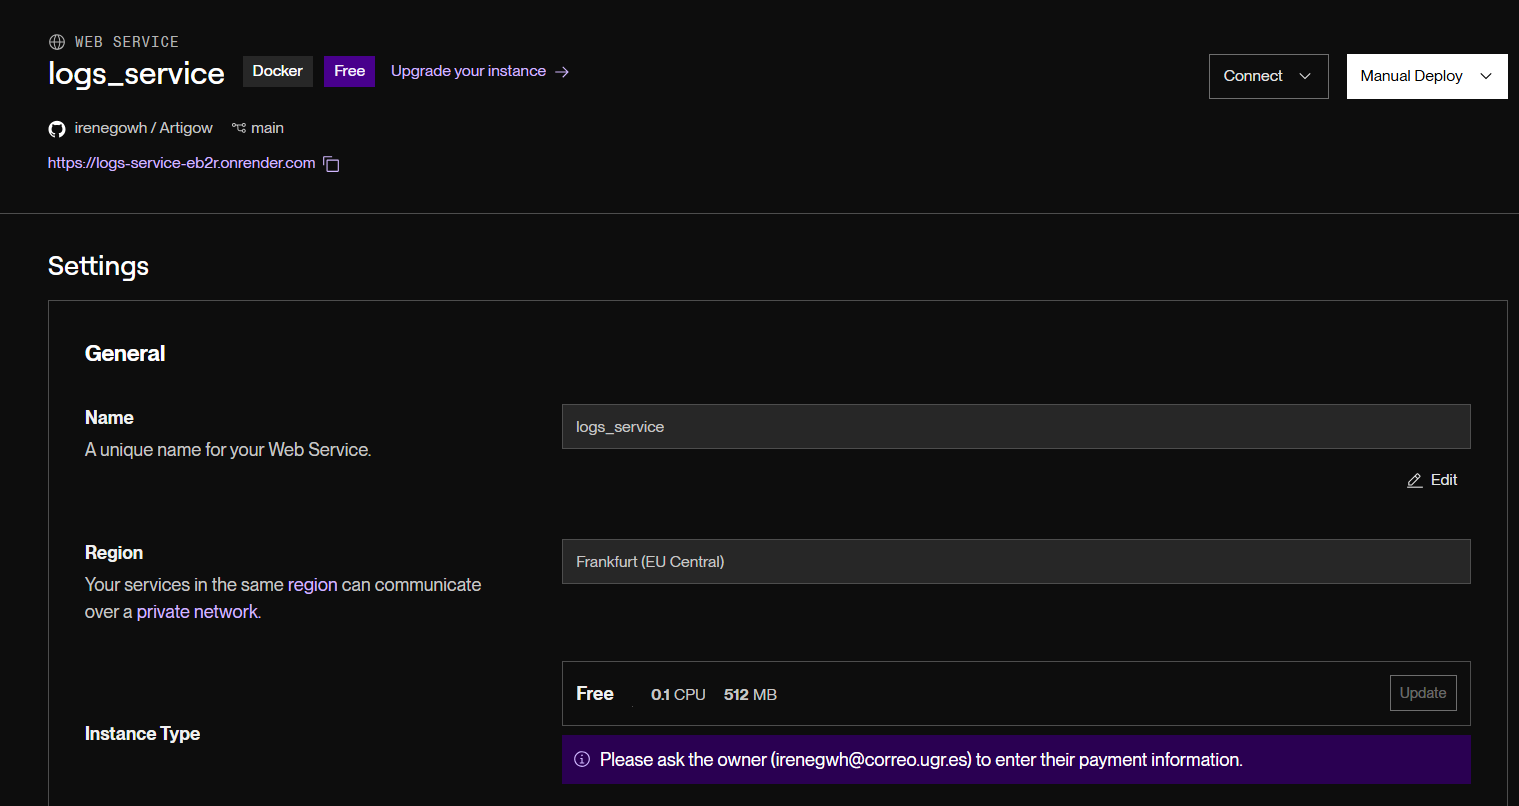 WEB SERVICE
logs_service Docker Free Upgrade your instance →
Connect
Manual Deploy
irenegowh / Artigow main
https://logs-service-eb2r.onrender.com
Settings
General
Name
A unique name for your Web Service.
logs_service
Edit
Region
Your services in the same region can communicate
over a private network.
Frankfurt (EU Central)
Instance Type
Free 0.1 CPU 512 MB
Update
Please ask the owner (irenegwh@correo.ugr.es) to enter their payment information.